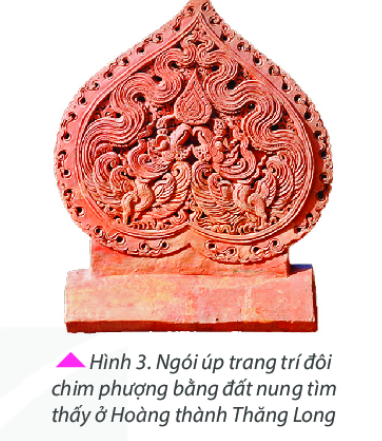 Hình 3. Ngói úp trang trí đôi
chim phượng bằng đất nung tìm
thấy ở Hoàng thành Thăng Long